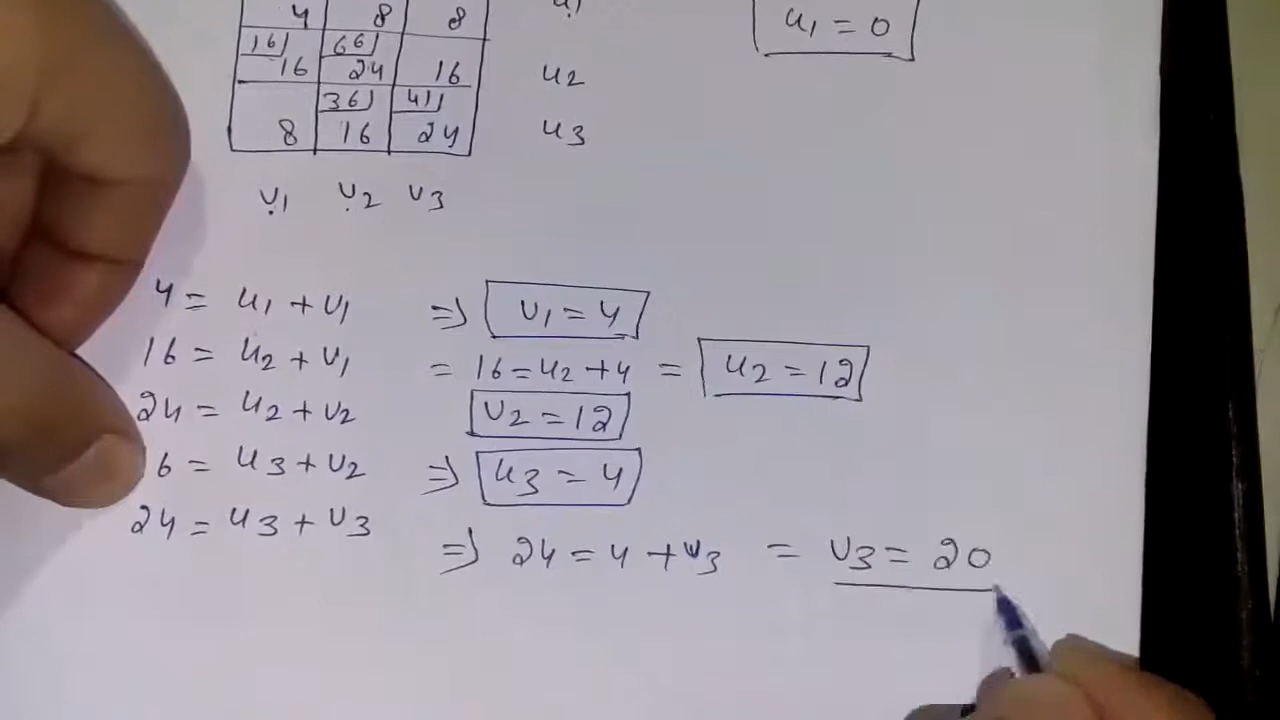 4 8 8
u1 = 0
16 66
16 24 16 u2
36 41
8 16 24 u3
v1 v2 v3
4 = u1 + v1 => v1 = 4
16 = u2 + v1 = 16 = u2 + 4 = u2 = 12
24 = u2 + v2 v2 = 12
6 = u3 + v2 => u3 = 4
24 = u3 + v3
=> 24 = 4 + v3 = v3 = 20